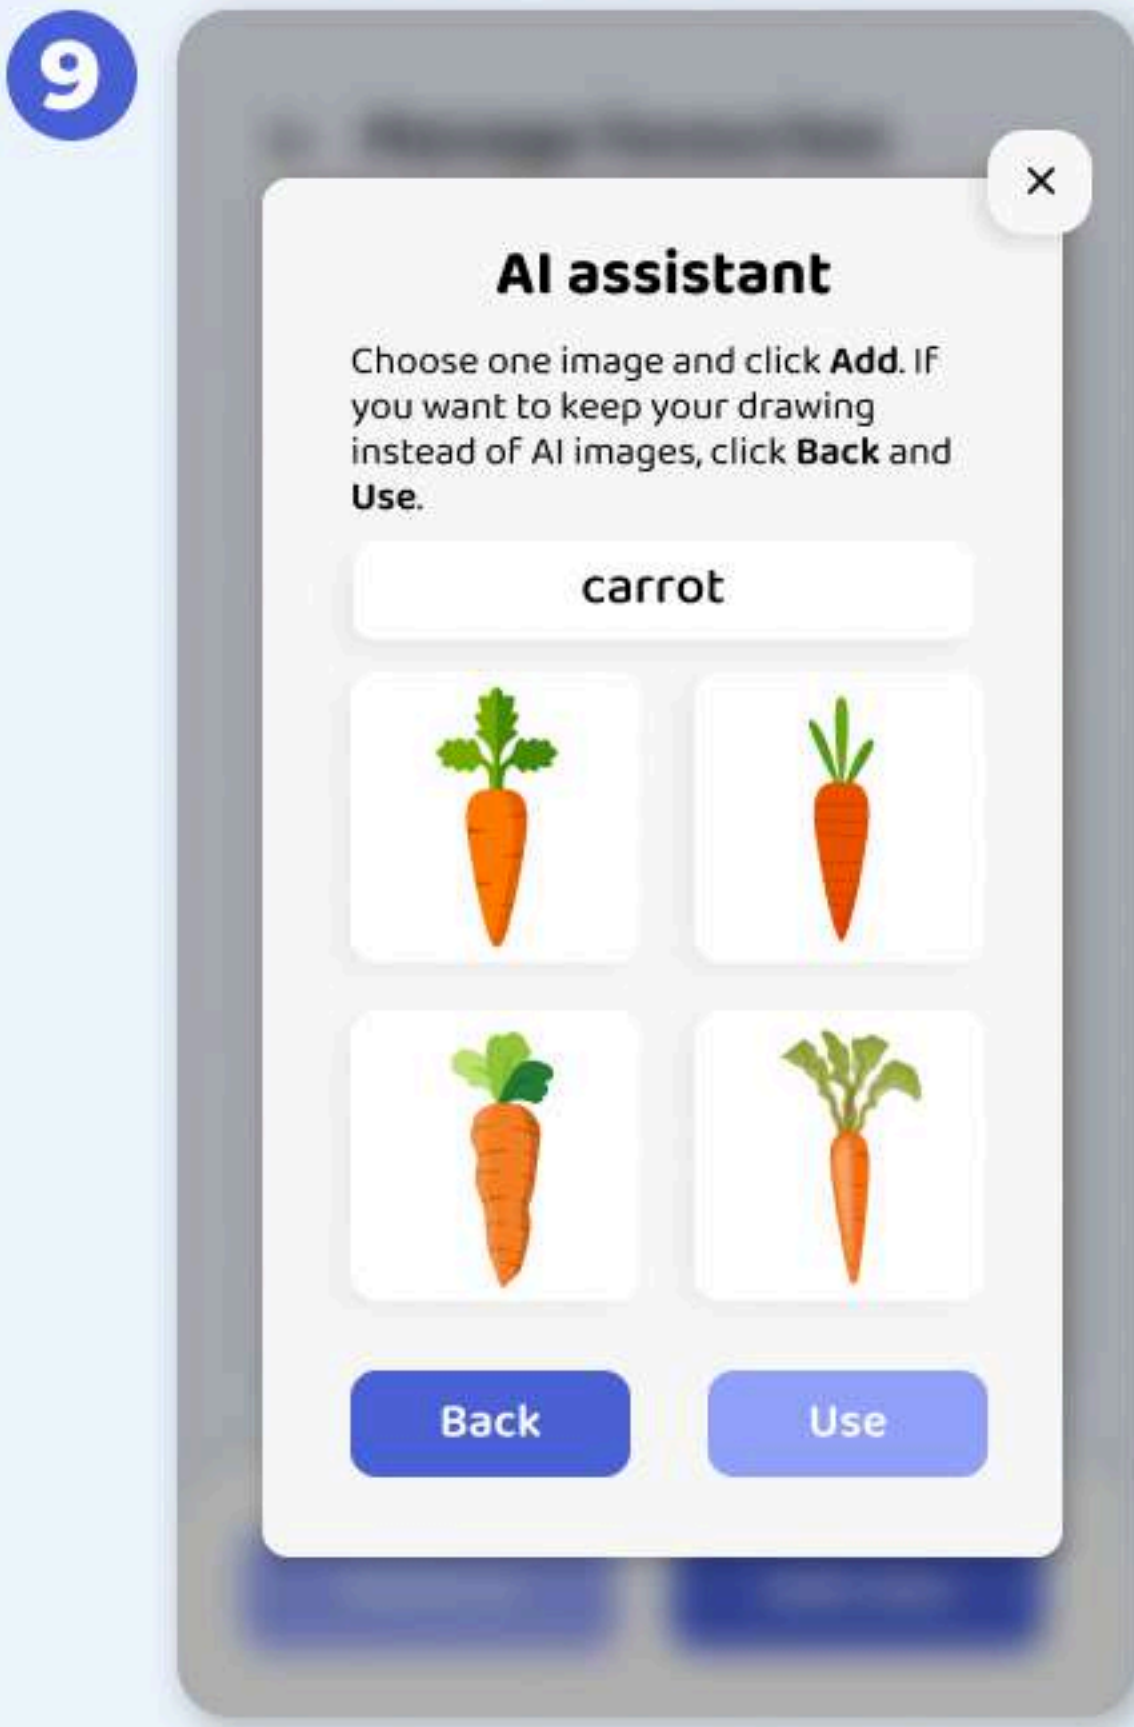 9
AI assistant
Choose one image and click Add. If
you want to keep your drawing
instead of AI images, click Back and
Use.
carrot
Back
Use